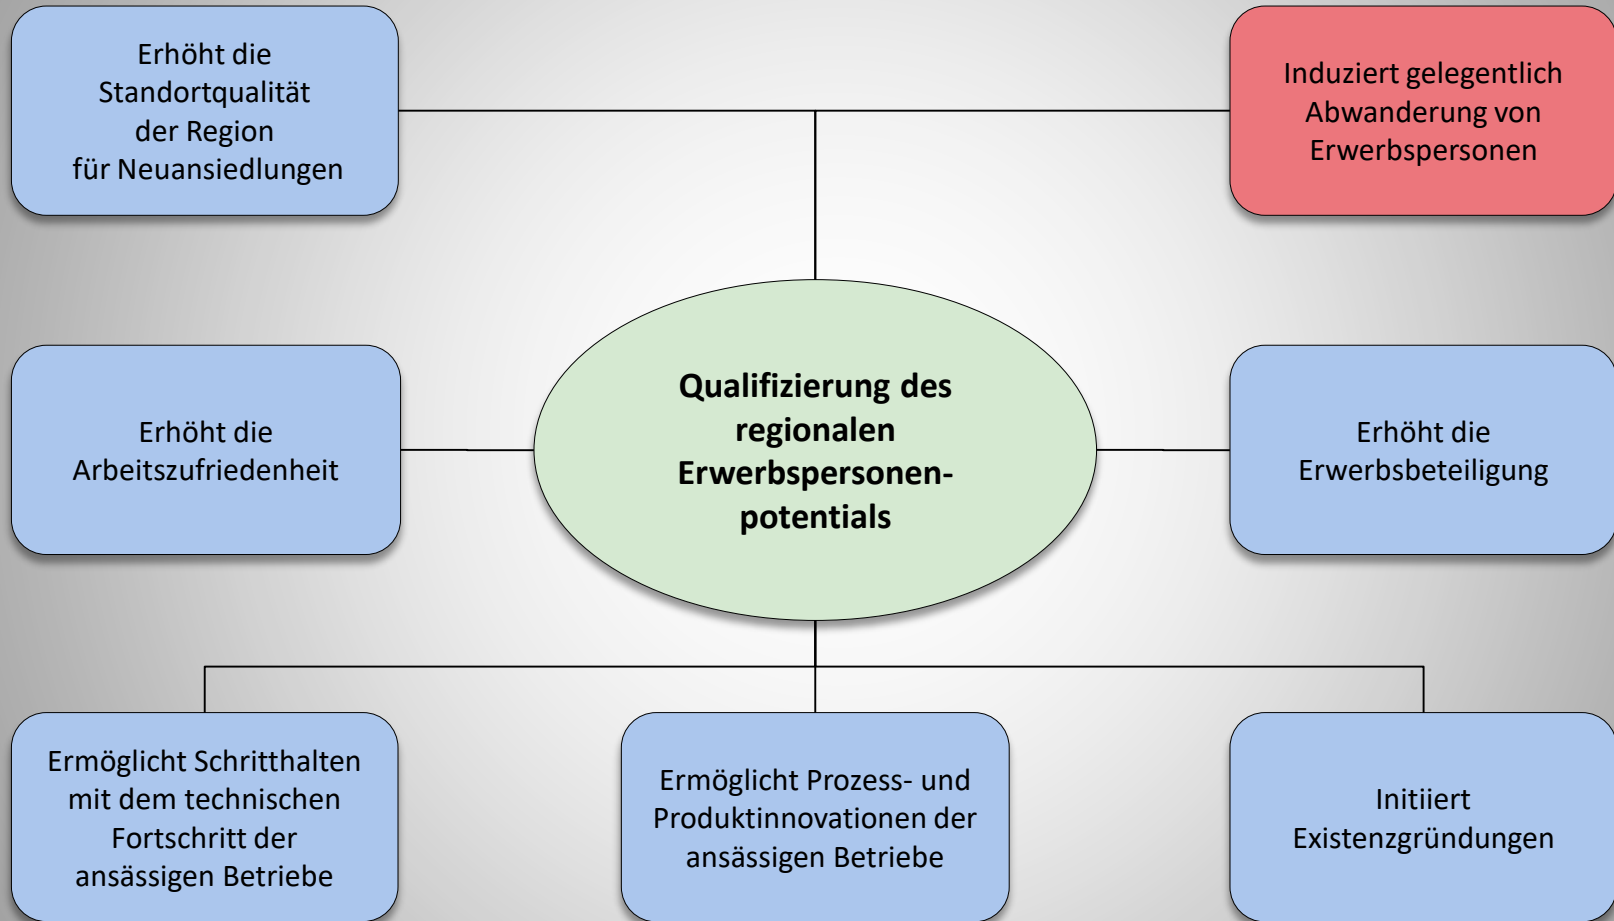 Erhöht die
Standortqualität
der Region
für Neuansiedlungen
Induziert gelegentlich
Abwanderung von
Erwerbspersonen
Erhöht die
Arbeitszufriedenheit
Qualifizierung des
regionalen
Erwerbspersonen-
potentials
Erhöht die
Erwerbsbeteiligung
Ermöglicht Schritthalten
mit dem technischen
Fortschritt der
ansässigen Betriebe
Ermöglicht Prozess- und
Produktinnovationen der
ansässigen Betriebe
Initiiert
Existenzgründungen